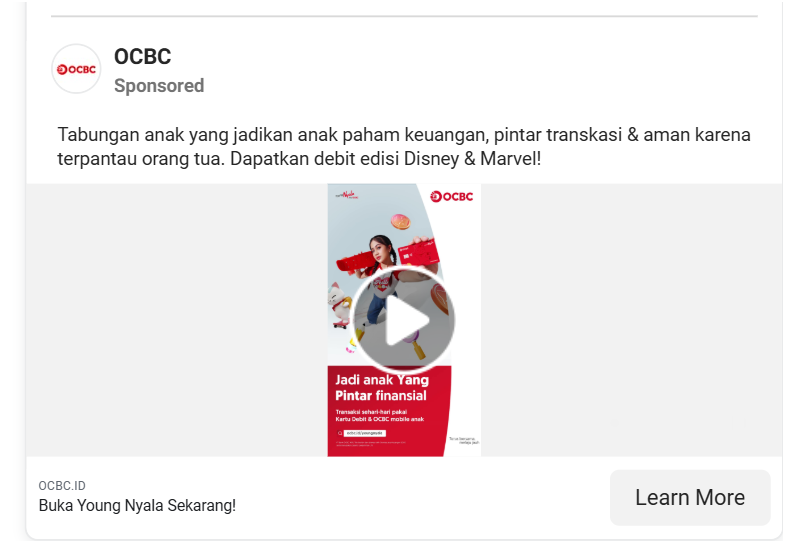 OCBC
OCBC
Sponsored
Tabungan anak yang jadikan anak paham keuangan, pintar transkasi & aman karena
terpantau orang tua. Dapatkan debit edisi Disney & Marvel!
Nyala
OCBC
Jadi anak Yang
Pintar finansial
Transaksi sehari-hari pakai
Kartu Debit & OCBC mobile anak
OCBC.ID
Buka Young Nyala Sekarang!
Learn More